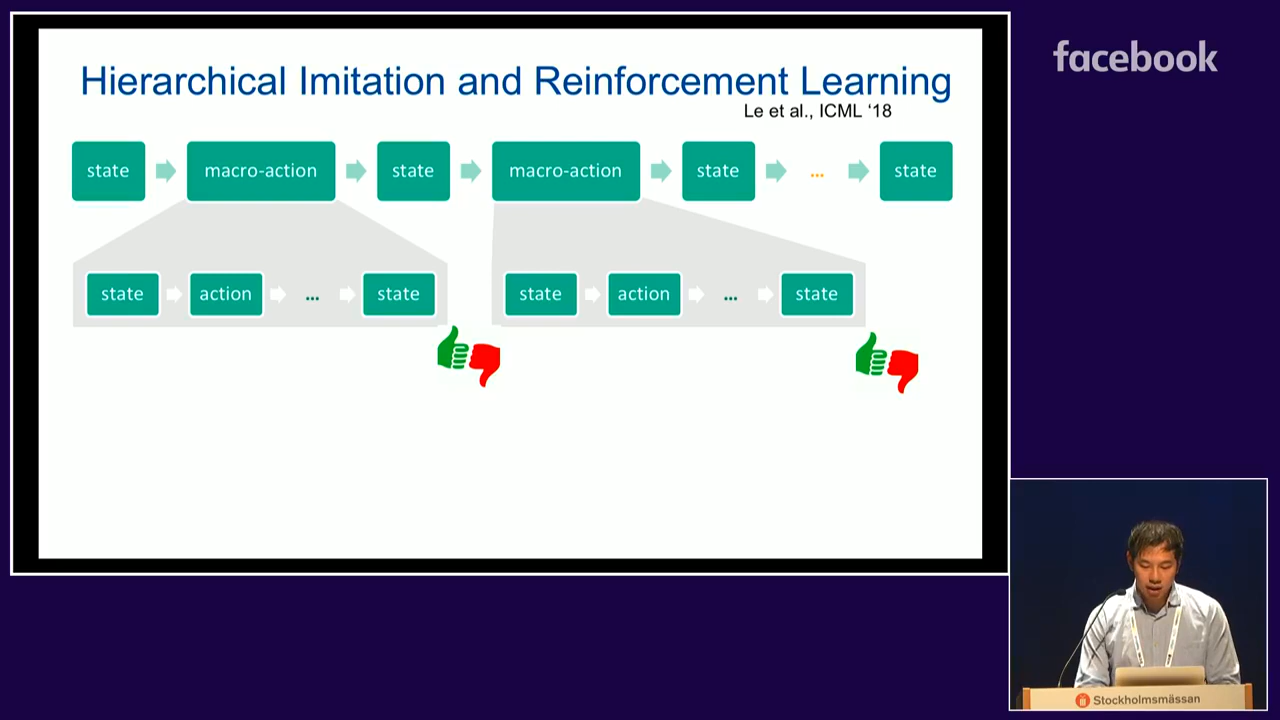 Hierarchical Imitation and Reinforcement Learning
Le et al., ICML ‘18
state macro-action state macro-action state ... state
state action ... state state action ... state
facebook
Stockholmsmässan